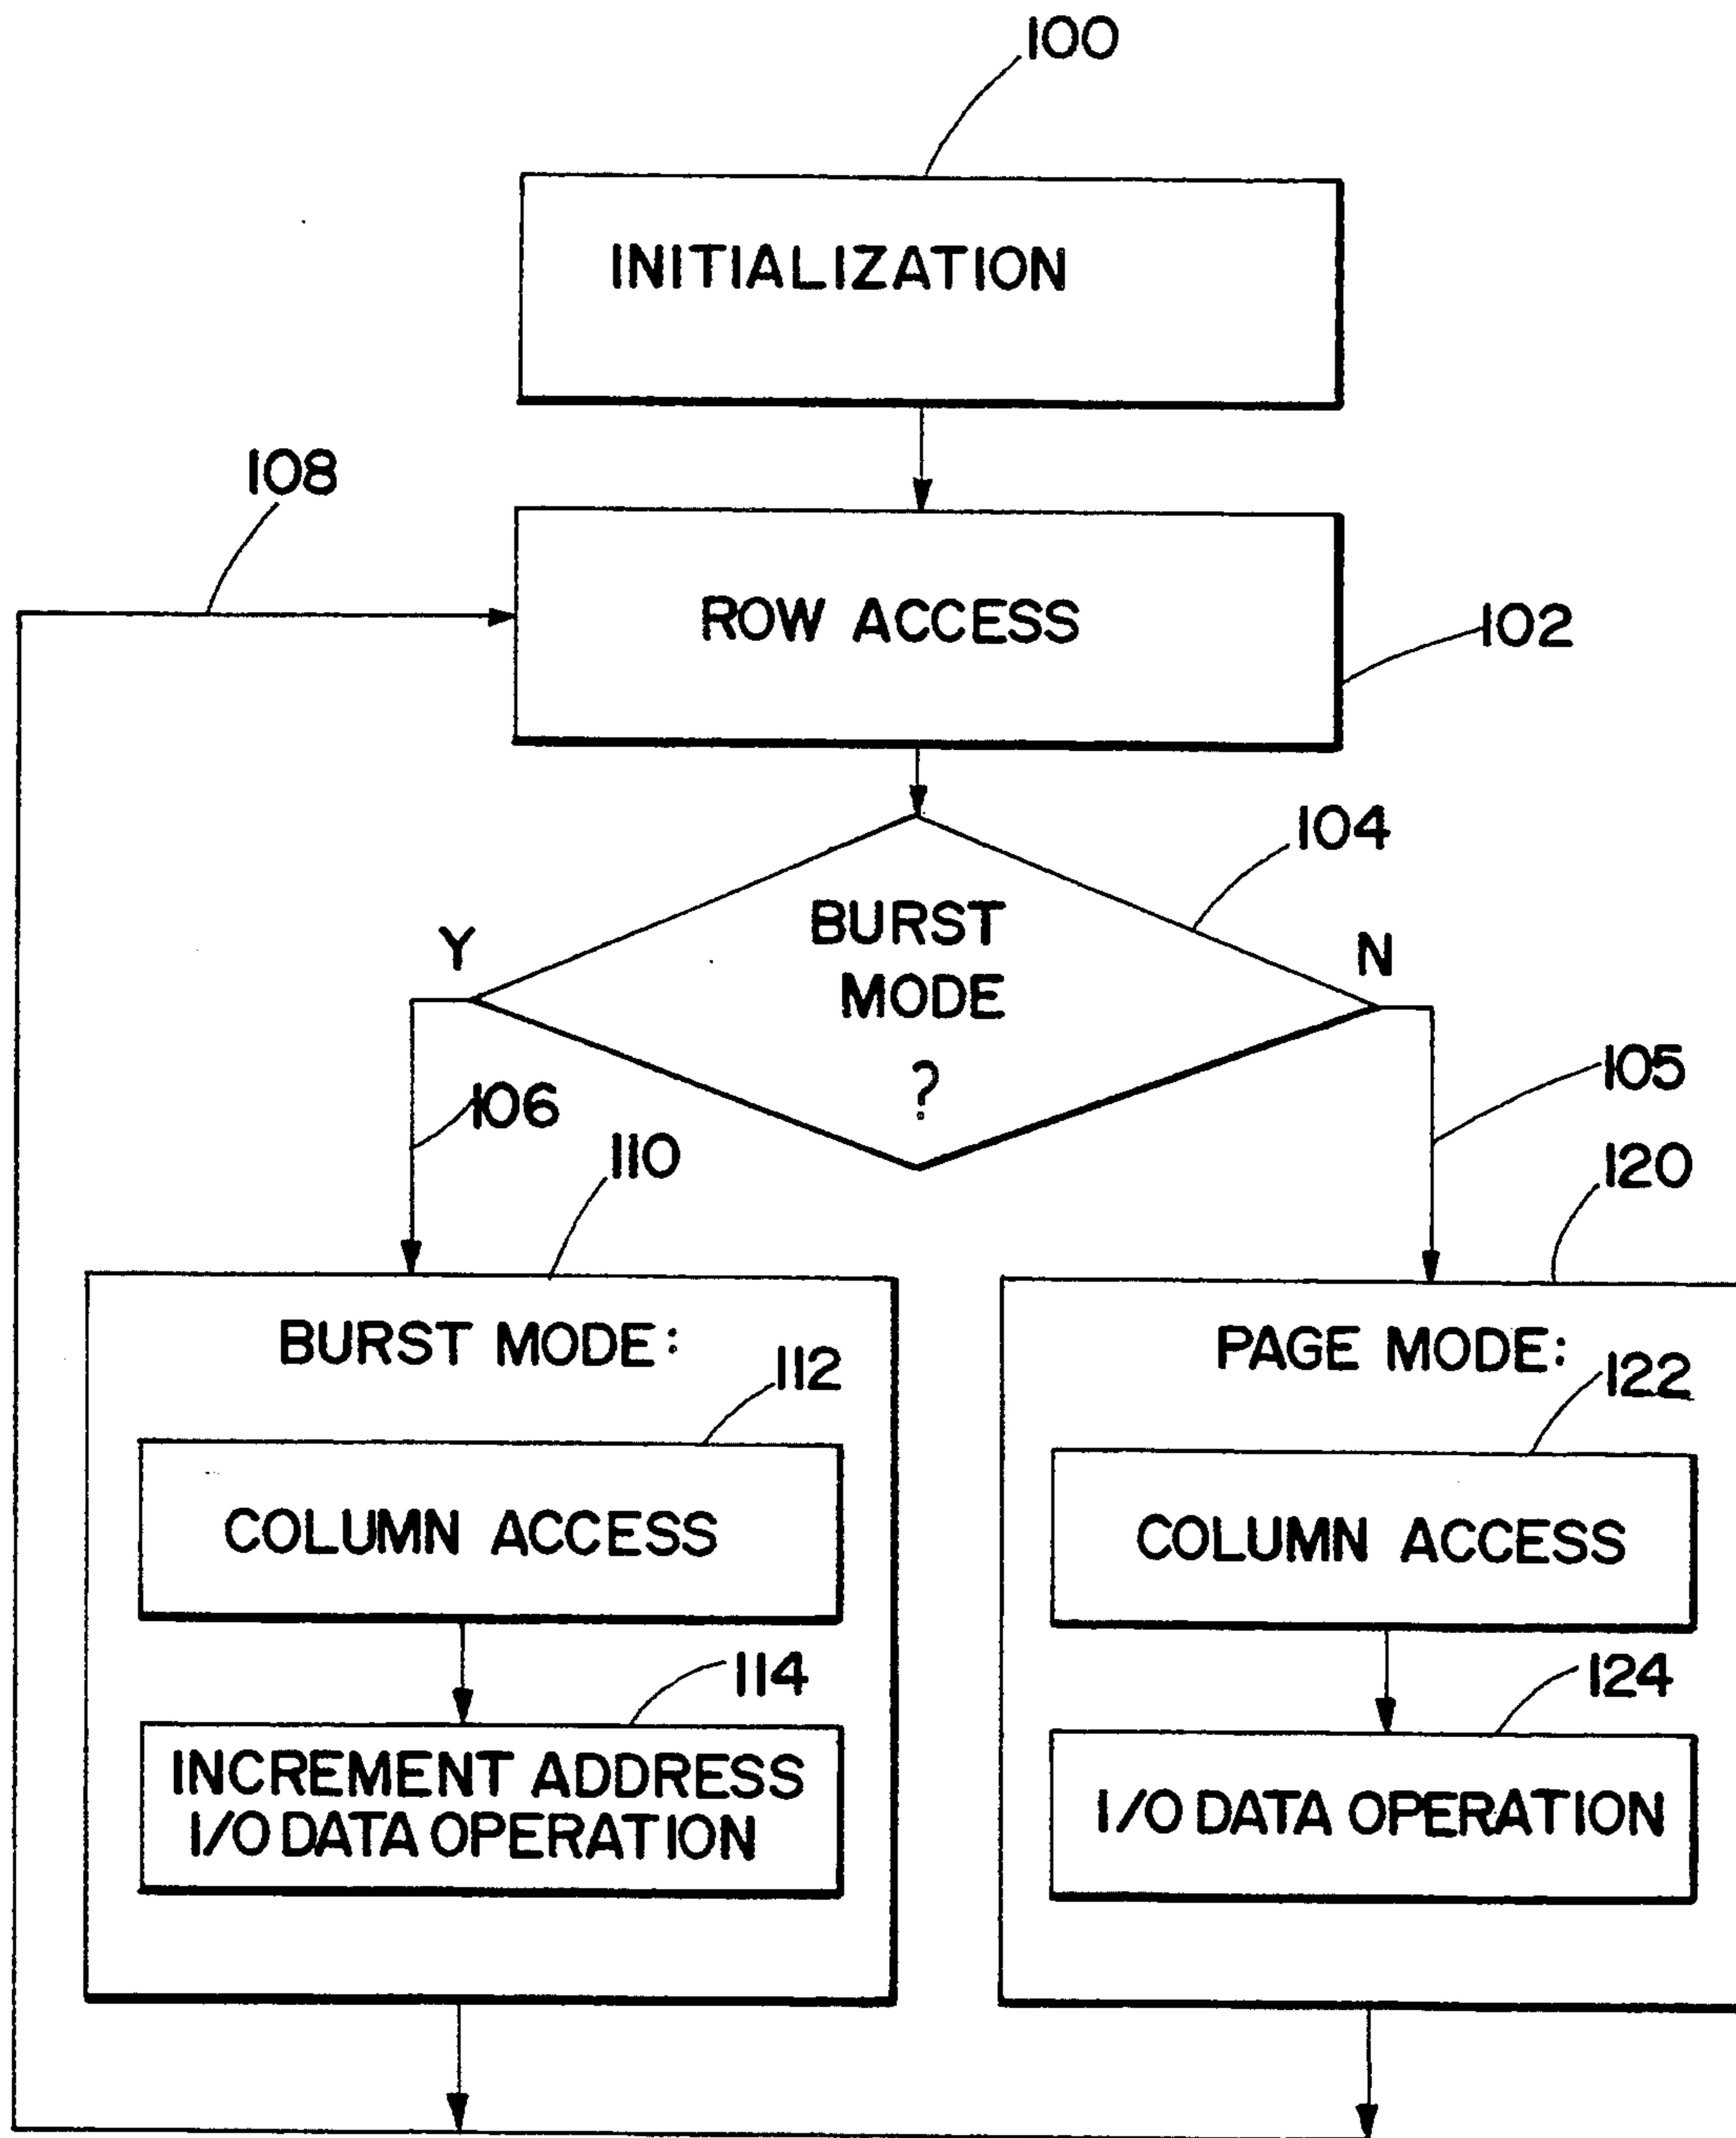 100
INITIALIZATION
108
ROW ACCESS
102
104
BURST
MODE
?
Y
N
106
105
110
120
BURST MODE:
PAGE MODE:
112
122
COLUMN ACCESS
COLUMN ACCESS
114
124
INCREMENT ADDRESS
I/O DATA OPERATION
I/O DATA OPERATION